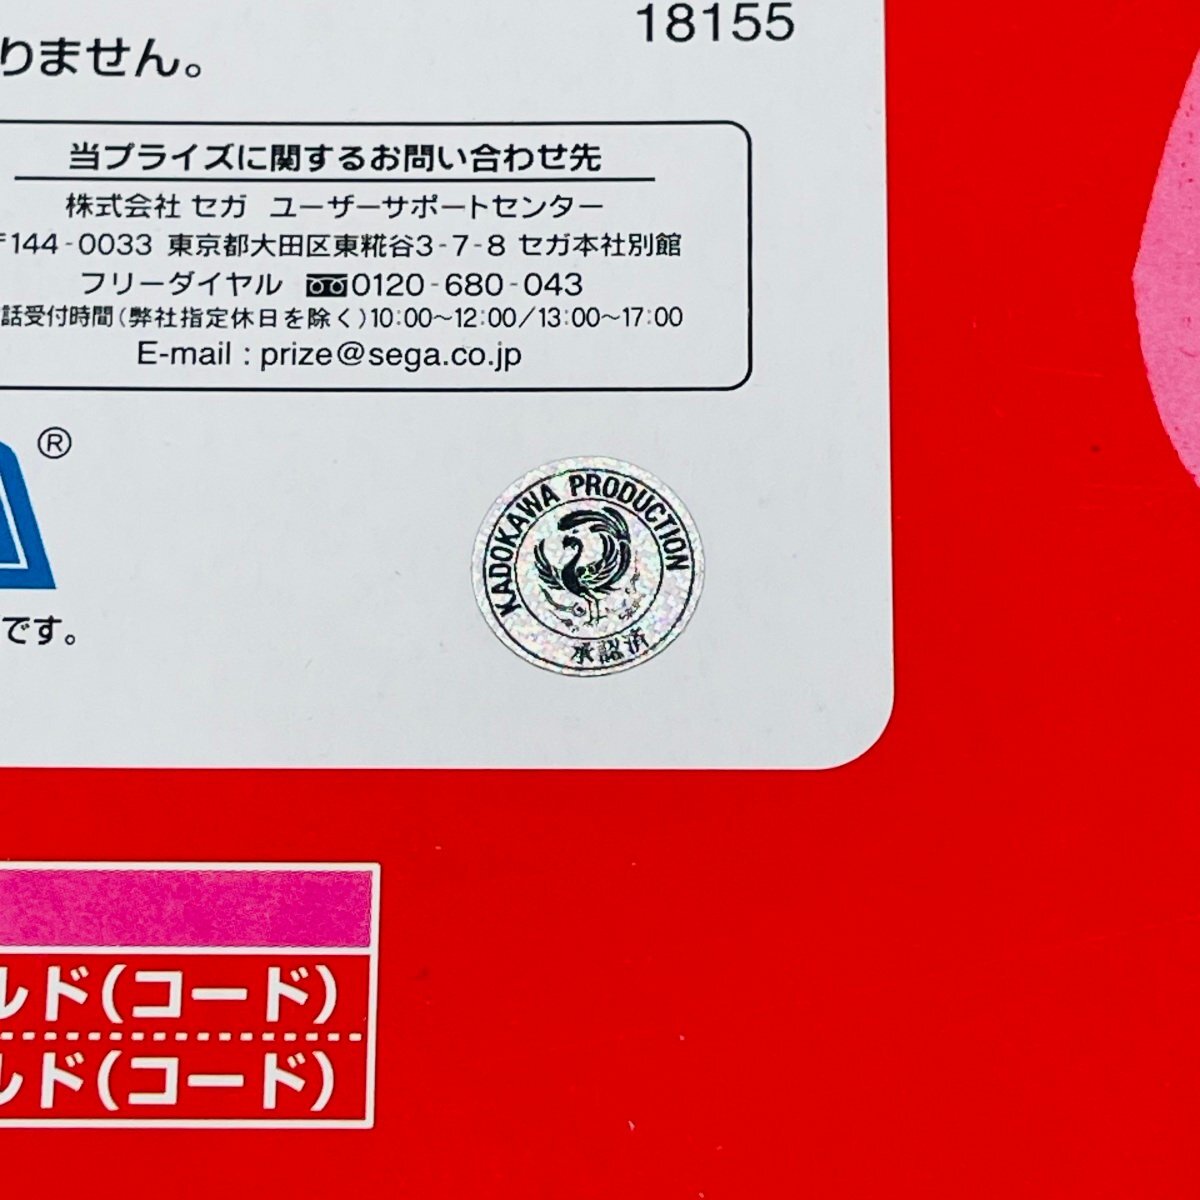 18155
りません。
当プライズに関するお問い合わせ先
株式会社 セガ ユーザーサポートセンター
〒144-0033 東京都大田区東糀谷3-7-8 セガ本社別館
フリーダイヤル 0120-680-043
話受付時間(弊社指定休日を除く)10:00〜12:00/13:00〜17:00
E-mail : prize@sega.co.jp
®
KADOKAWA PRODUCTION
承認済
です。
ルド(コード)
ルド(コード)